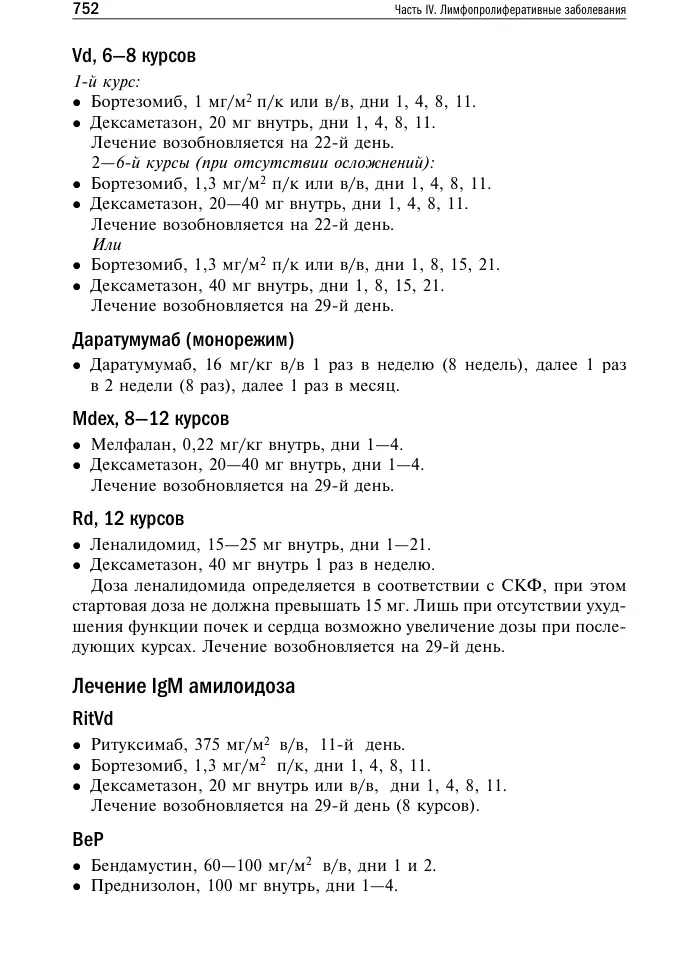 752
Часть IV. Лимфопролиферативные заболевания
Vd, 6—8 курсов
1-й курс:
• Бортезомиб, 1 мг/м² п/к или в/в, дни 1, 4, 8, 11.
• Дексаметазон, 20 мг внутрь, дни 1, 4, 8, 11.
Лечение возобновляется на 22-й день.
2—6-й курсы (при отсутствии осложнений):
• Бортезомиб, 1,3 мг/м² п/к или в/в, дни 1, 4, 8, 11.
• Дексаметазон, 20—40 мг внутрь, дни 1, 4, 8, 11.
Лечение возобновляется на 22-й день.
Или
• Бортезомиб, 1,3 мг/м² п/к или в/в, дни 1, 8, 15, 21.
• Дексаметазон, 40 мг внутрь, дни 1, 8, 15, 21.
Лечение возобновляется на 29-й день.
Даратумумаб (монорежим)
• Даратумумаб, 16 мг/кг в/в 1 раз в неделю (8 недель), далее 1 раз
в 2 недели (8 раз), далее 1 раз в месяц.
Mdex, 8—12 курсов
• Мелфалан, 0,22 мг/кг внутрь, дни 1—4.
• Дексаметазон, 20—40 мг внутрь, дни 1—4.
Лечение возобновляется на 29-й день.
Rd, 12 курсов
• Леналидомид, 15—25 мг внутрь, дни 1—21.
• Дексаметазон, 40 мг внутрь 1 раз в неделю.
Доза леналидомида определяется в соответствии с СКФ, при этом
стартовая доза не должна превышать 15 мг. Лишь при отсутствии ухуд-
шения функции почек и сердца возможно увеличение дозы при после-
дующих курсах. Лечение возобновляется на 29-й день.
Лечение IgM амилоидоза
RitVd
• Ритуксимаб, 375 мг/м² в/в, 11-й день.
• Бортезомиб, 1,3 мг/м² п/к, дни 1, 4, 8, 11.
• Дексаметазон, 20 мг внутрь или в/в, дни 1, 4, 8, 11.
Лечение возобновляется на 29-й день (8 курсов).
BeP
• Бендамустин, 60—100 мг/м² в/в, дни 1 и 2.
• Преднизолон, 100 мг внутрь, дни 1—4.